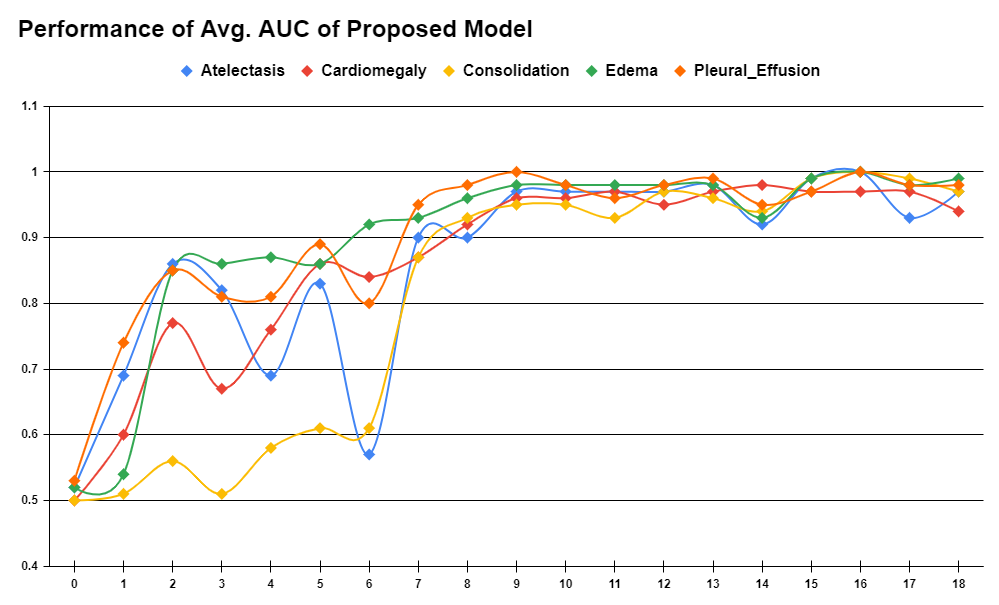 Performance of Avg. AUC of Proposed Model
Atelectasis Cardiomegaly Consolidation Edema Pleural_Effusion
1.1
1
0.9
0.8
0.7
0.6
0.5
0.4
0 1 2 3 4 5 6 7 8 9 10 11 12 13 14 15 16 17 18